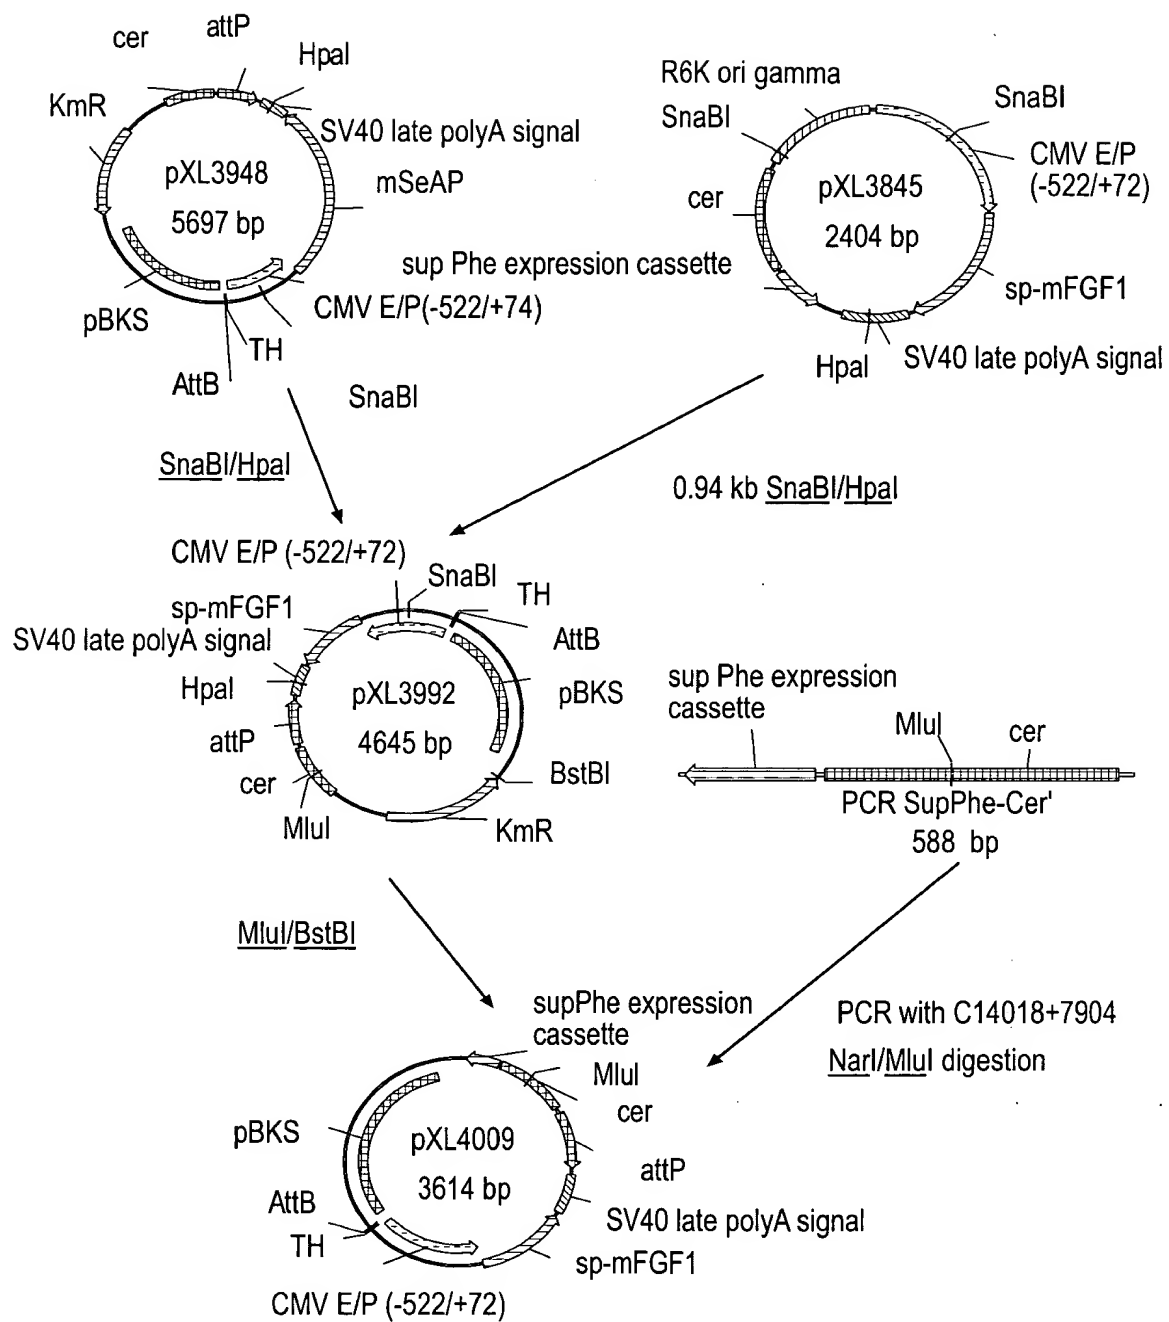 cer
attP
HpaI
KmR
SV40 late polyA signal
pXL3948
5697 bp
mSeAP
CMV E/P(-522/+74)
pBKS
TH
AttB
SnaBI
R6K ori gamma
SnaBI
SnaBI
CMV E/P
(-522/+72)
pXL3845
2404 bp
cer
sup Phe expression cassette
sp-mFGF1
HpaI
SV40 late polyA signal
SnaBI/HpaI
0.94 kb SnaBI/HpaI
CMV E/P (-522/+72)
SnaBI
TH
sp-mFGF1
AttB
SV40 late polyA signal
HpaI
pXL3992
4645 bp
pBKS
attP
cer
BstBI
MluI
KmR
sup Phe expression
cassette
MluI
cer
PCR SupPhe-Cer'
588 bp
MluI/BstBI
PCR with C14018+7904
NarI/MluI digestion
supPhe expression
cassette
MluI
cer
pBKS
pXL4009
3614 bp
attP
AttB
SV40 late polyA signal
TH
sp-mFGF1
CMV E/P (-522/+72)